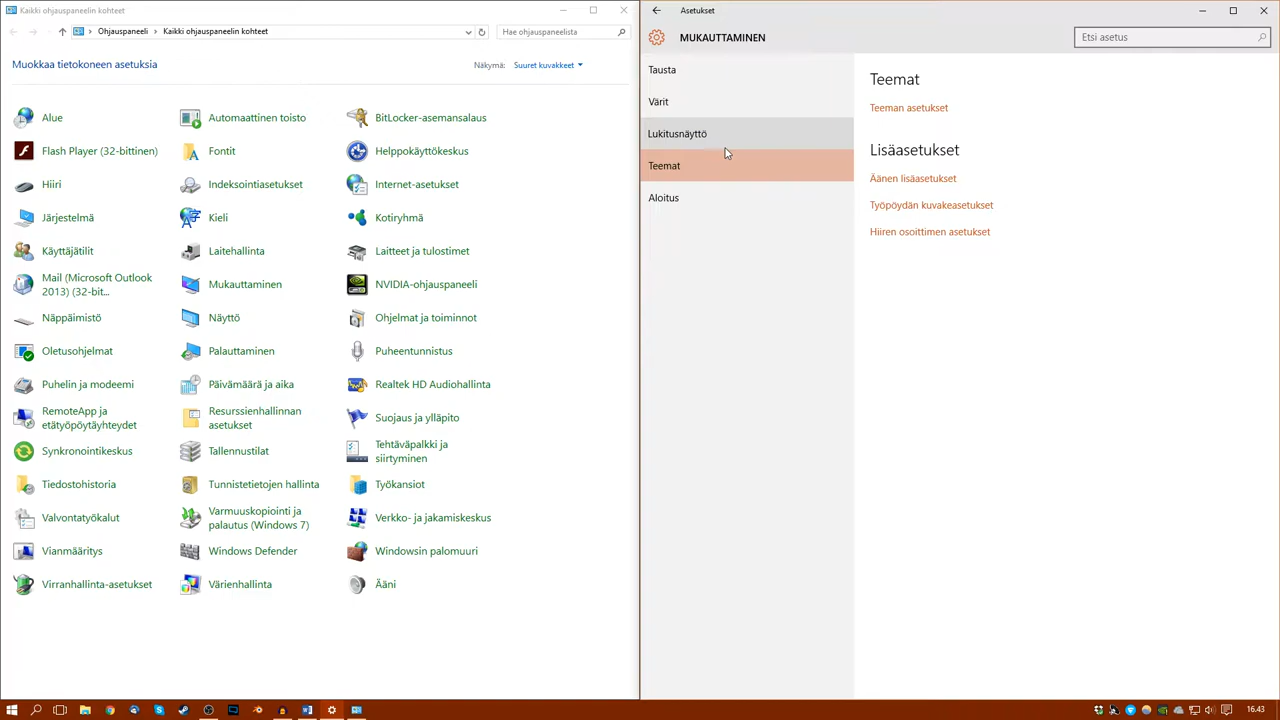 Kaikki ohjauspaneelin kohteet
Ohjauspaneeli
Kaikki ohjauspaneelin kohteet
Hae ohjauspaneelista
Muokkaa tietokoneen asetuksia
Näkymä: Suuret kuvakkeet
Alue
Automaattinen toisto
BitLocker-asemansalaus
Flash Player (32-bittinen)
Fontit
Helppokäyttökeskus
Hiiri
Indeksointiasetukset
Internet-asetukset
Järjestelmä
Kieli
Kotiryhmä
Käyttäjätilit
Laitehallinta
Laitteet ja tulostimet
Mail (Microsoft Outlook
2013) (32-bit...
Mukauttaminen
NVIDIA-ohjauspaneeli
Näppäimistö
Näyttö
Ohjelmat ja toiminnot
Oletusohjelmat
Palauttaminen
Puheentunnistus
Puhelin ja modeemi
Päivämäärä ja aika
Realtek HD Audiohallinta
RemoteApp ja
etätyöpöytäyhteydet
Resurssienhallinnan
asetukset
Suojaus ja ylläpito
Synkronointikeskus
Tallennustilat
Tehtäväpalkki ja
siirtyminen
Tiedostohistoria
Tunnistetietojen hallinta
Työkansiot
Valvontatyökalut
Varmuuskopiointi ja
palautus (Windows 7)
Verkko- ja jakamiskeskus
Vianmääritys
Windows Defender
Windowsin palomuuri
Virranhallinta-asetukset
Värienhallinta
Ääni
Asetukset
MUKAUTTAMINEN
Etsi asetus
Tausta
Värit
Lukitusnäyttö
Teemat
Aloitus
Teemat
Teeman asetukset
Lisäasetukset
Äänen lisäasetukset
Työpöydän kuvakeasetukset
Hiiren osoittimen asetukset
16.43